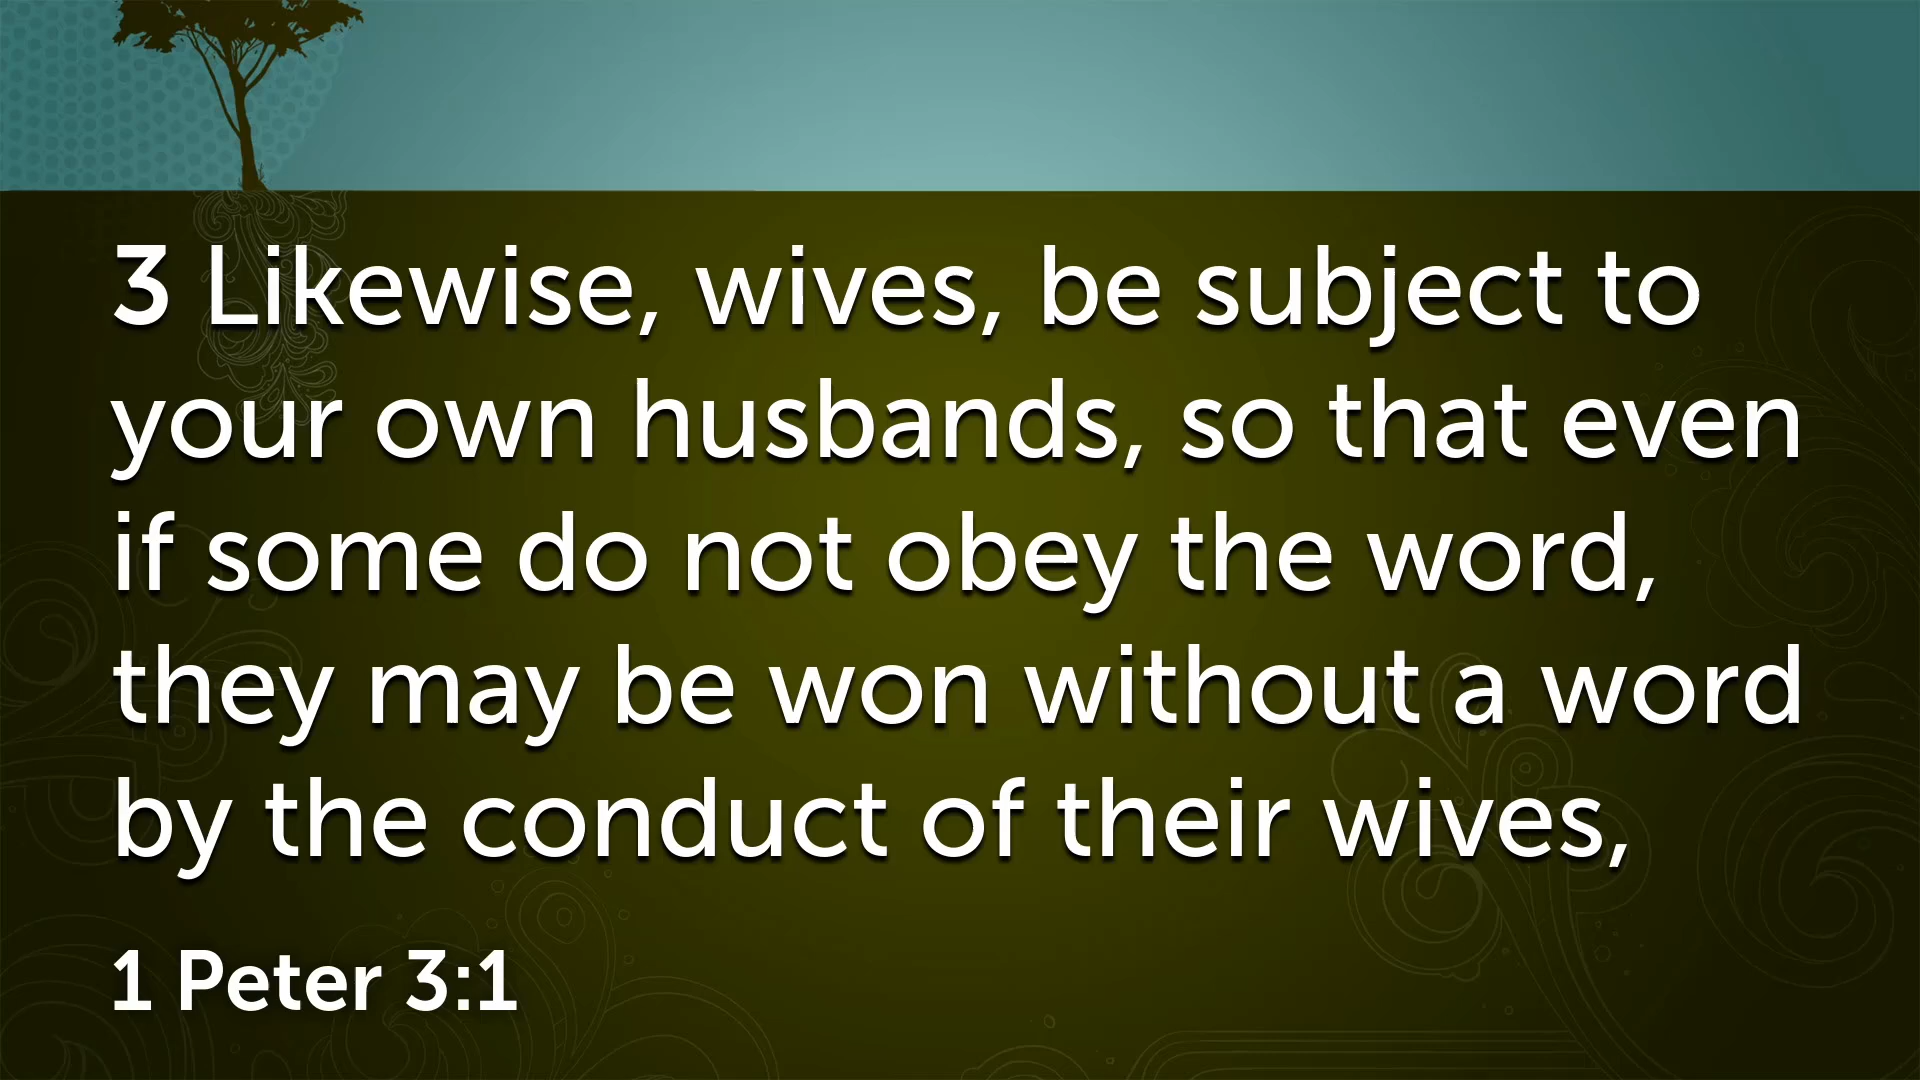 3 Likewise, wives, be subject to
your own husbands, so that even
if some do not obey the word,
they may be won without a word
by the conduct of their wives,
1 Peter 3:1